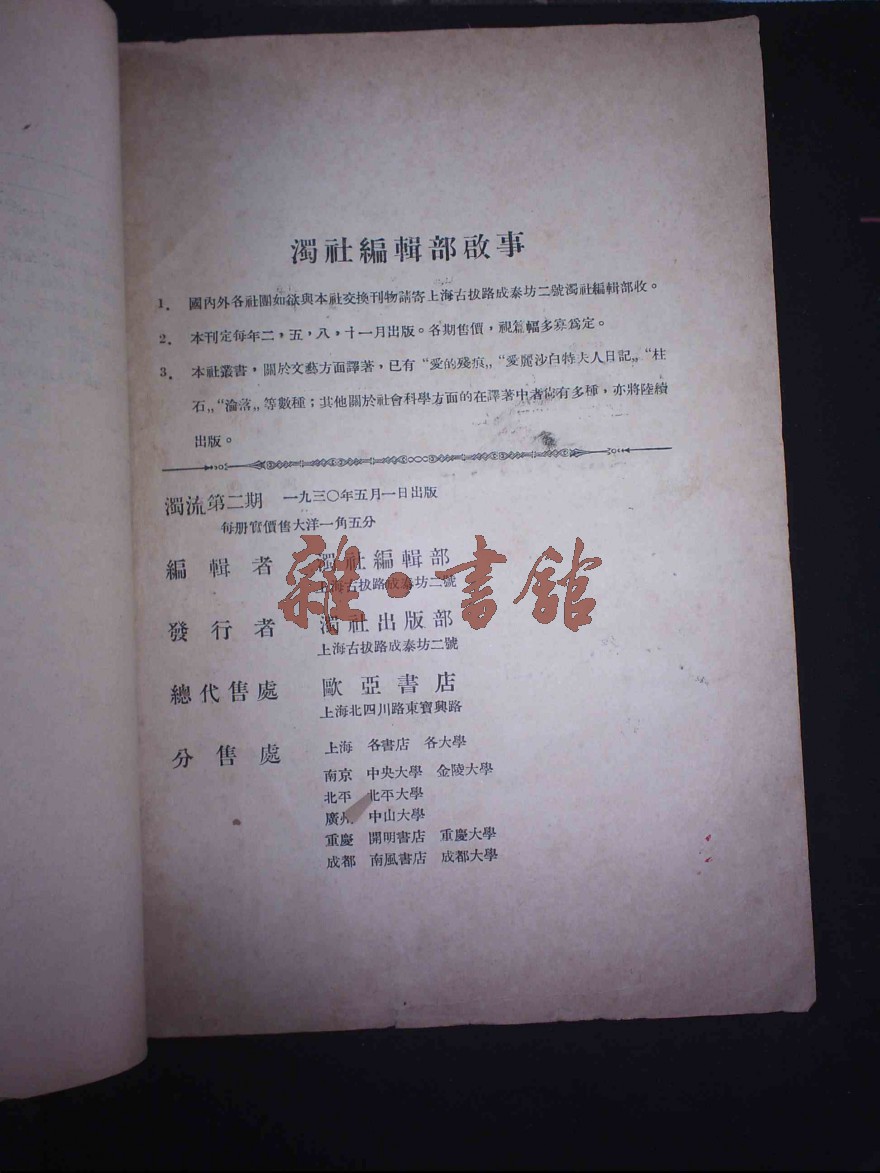 濁社編輯部啟事
1. 國內外各社團如欲與本社交換刊物請寄上海古拔路成泰坊二號濁社編輯部收。
2. 本刊定每年二,五,八,十一月出版。各期售價,視篇幅多寡爲定。
3. 本社叢書,關於文藝方面譯著,已有“愛的殘痕„“愛麗沙白特夫人日記„“柱
石„“淪落„等數種;其他關於社會科學方面的在譯著中者尙有多種,亦將陸續
出版。
濁流第二期 一九三〇年五月一日出版
每册實價售大洋一角五分
編輯者 濁社編輯部
上海古拔路成泰坊二號
發行者 濁社出版部
上海古拔路成泰坊二號
總代售處 歐亞書店
上海北四川路東寶興路
分售處 上海 各書店 各大學
南京 中央大學 金陵大學
北平 北平大學
廣州 中山大學
重慶 開明書店 重慶大學
成都 南風書店 成都大學
雜·書館